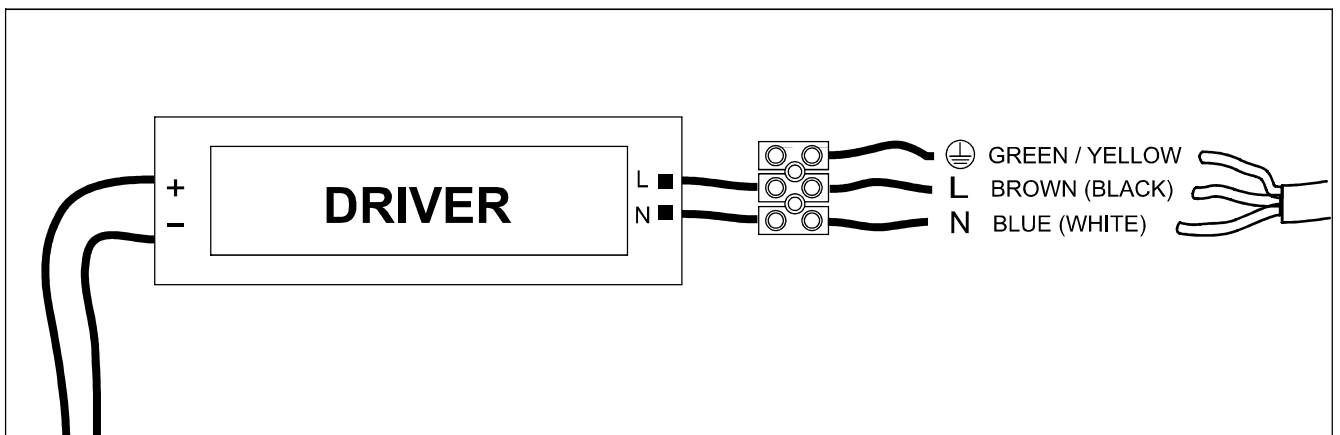 +
−
DRIVER
L
N
GREEN / YELLOW
L BROWN (BLACK)
N BLUE (WHITE)